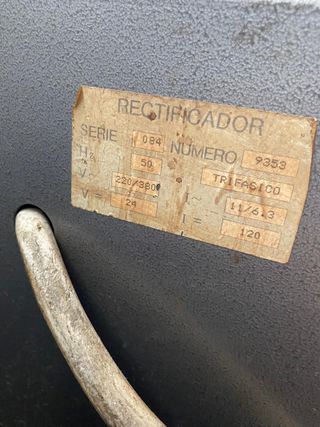 RECTIFICADOR
SERIE 084 NUMERO 9353
Hz 50 TRIFASICO
V~ 220/380 I~ 11/6.3
V= 24 I= 120